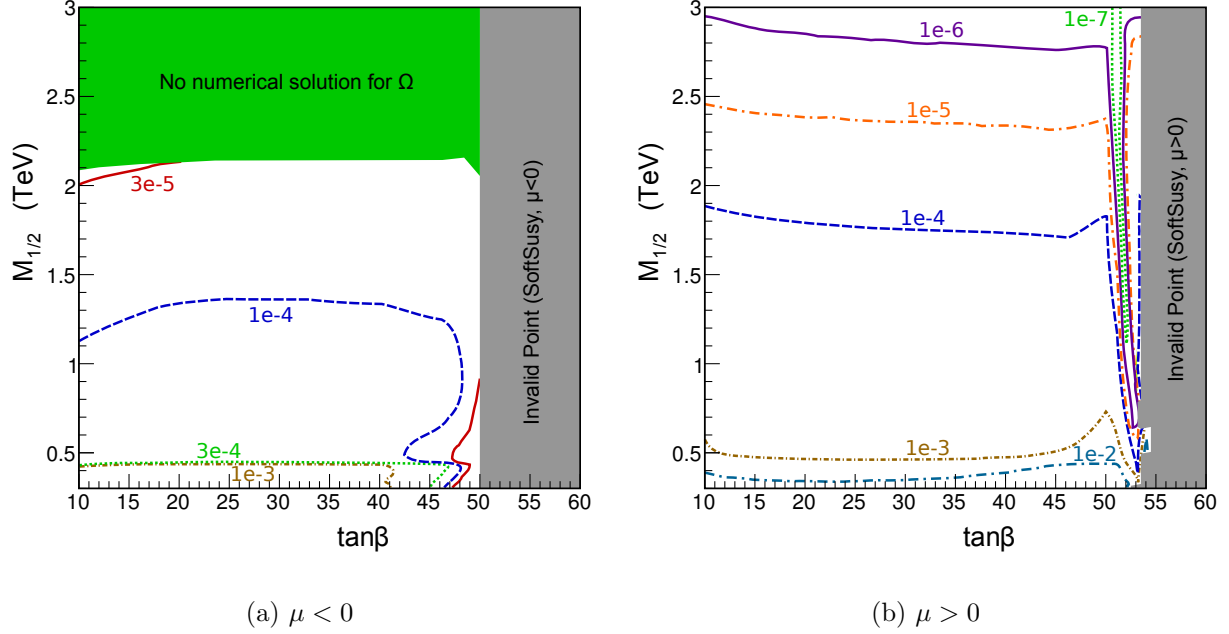 3
2.5
2
1.5
1
0.5
M1/2 (TeV)
No numerical solution for Ω
3e-5
1e-4
3e-4
1e-3
Invalid Point (SoftSusy, μ<0)
10 15 20 25 30 35 40 45 50 55 60
tanβ
(a) μ < 0
3
2.5
2
1.5
1
0.5
M1/2 (TeV)
1e-7
1e-6
1e-5
1e-4
1e-3
1e-2
Invalid Point (SoftSusy, μ>0)
10 15 20 25 30 35 40 45 50 55 60
tanβ
(b) μ > 0